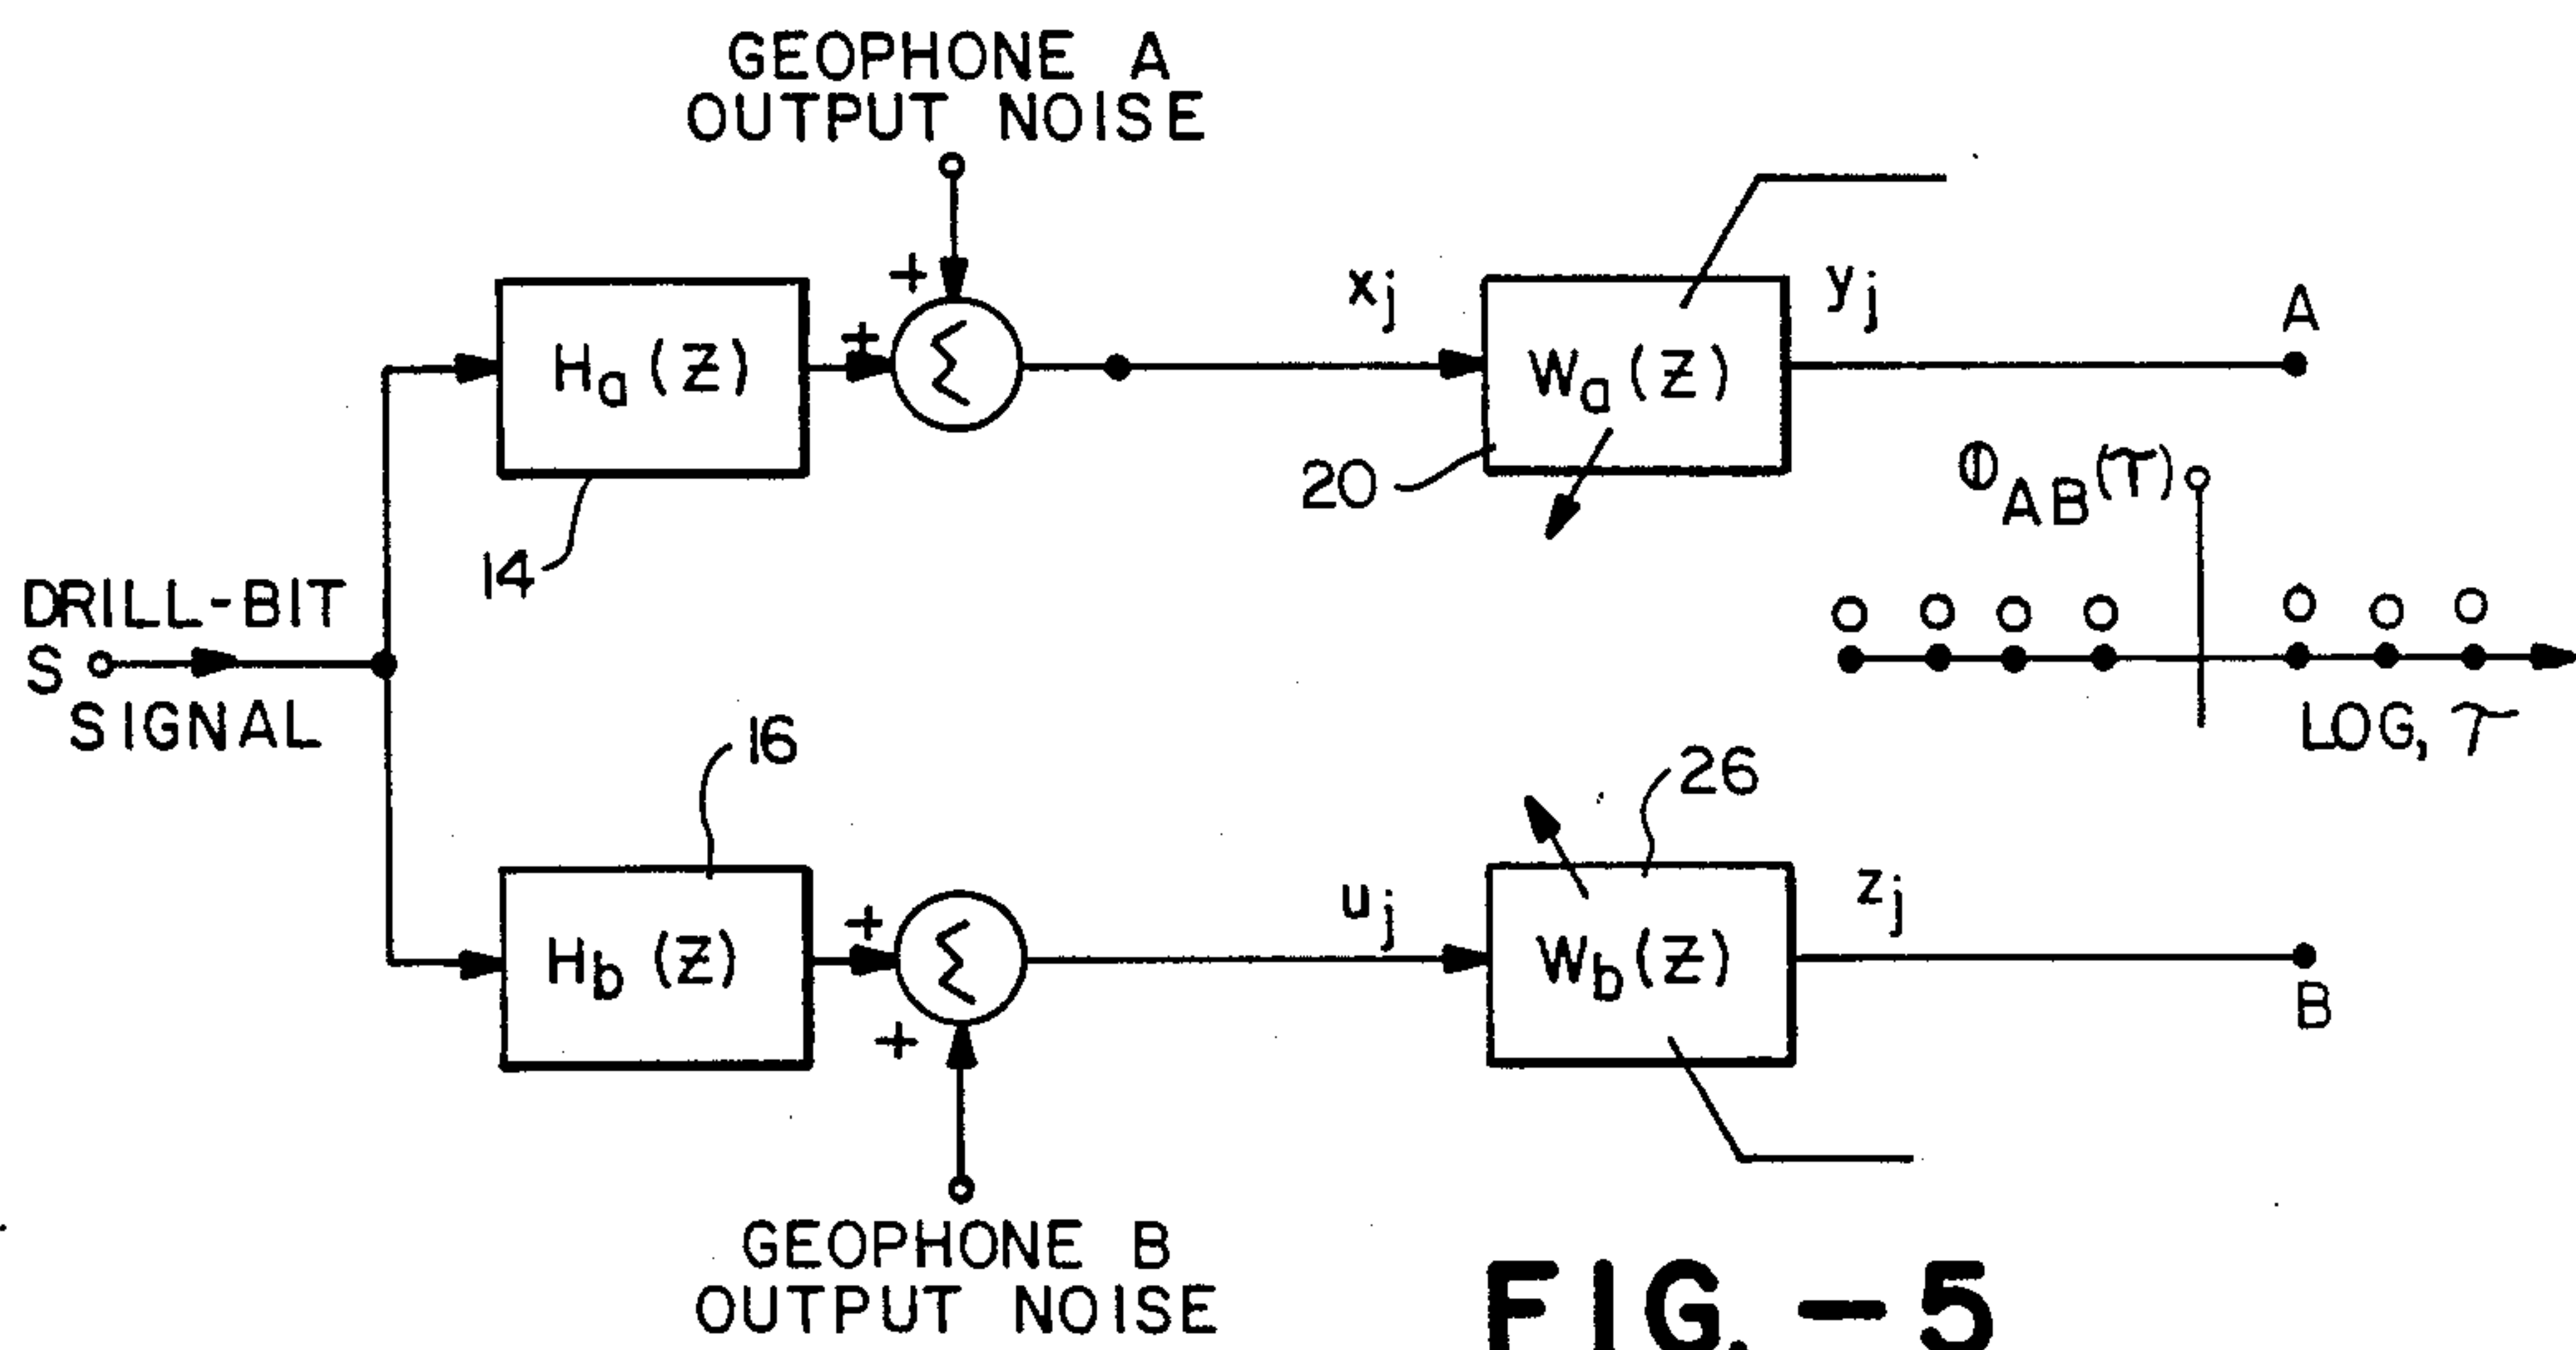 GEOPHONE A
OUTPUT NOISE
+
+
Σ
H_a (Z)
14
x_j
W_a (Z)
20
y_j
A
Φ_AB(τ)
O O O O O O O
LOG, τ
DRILL-BIT
S
SIGNAL
16
H_b (Z)
+
+
Σ
u_j
26
W_b (Z)
z_j
B
GEOPHONE B
OUTPUT NOISE
FIG. - 5